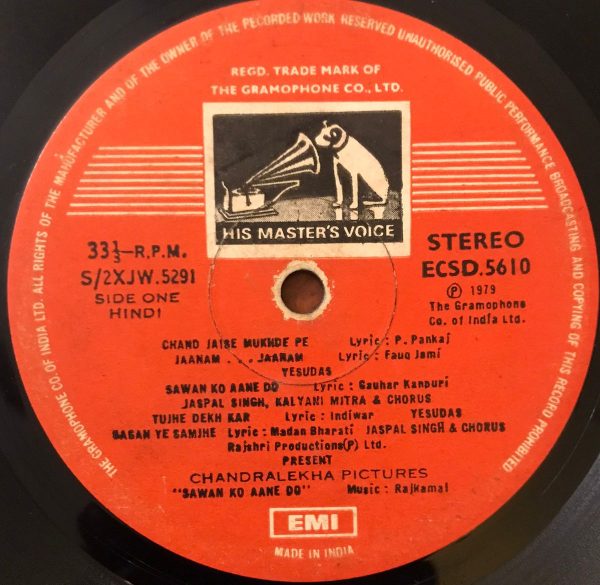 THE GRAMOPHONE CO OF INDIA LTD. ALL RIGHTS OF THE MANUFACTURER AND OF THE OWNER OF THE RECORDED WORK RESERVED UNAUTHORISED PUBLIC PERFORMANCE BROADCASTING AND COPYING OF THIS RECORD PROHIBITED
REGD. TRADE MARK OF
THE GRAMOPHONE CO., LTD.
HIS MASTER'S VOICE
33⅓-R.P.M.
S/2XJW.5291
SIDE ONE
HINDI
STEREO
ECSD.5610
Ⓟ 1979
The Gramophone
Co. of India Ltd.
CHAND JAISE MUKHDE PE Lyric : P. Pankaj
JAANAM . . . JAARAM Lyric : Fauq Jami
YESUDAS
SAWAN KO AANE DO Lyric : Gauhar Kanpuri
JASPAL SINGH, KALYANI MITRA & CHORUS
TUJHE DEKH KAR Lyric : Indiwar YESUDAS
GAGAN YE SAMJHE Lyric : Madan Bharati JASPAL SINGH & CHORUS
Rajshri Productions(P) Ltd.
PRESENT
CHANDRALEKHA PICTURES
"SAWAN KO AANE DO" Music : Rajkamal
EMI
MADE IN INDIA